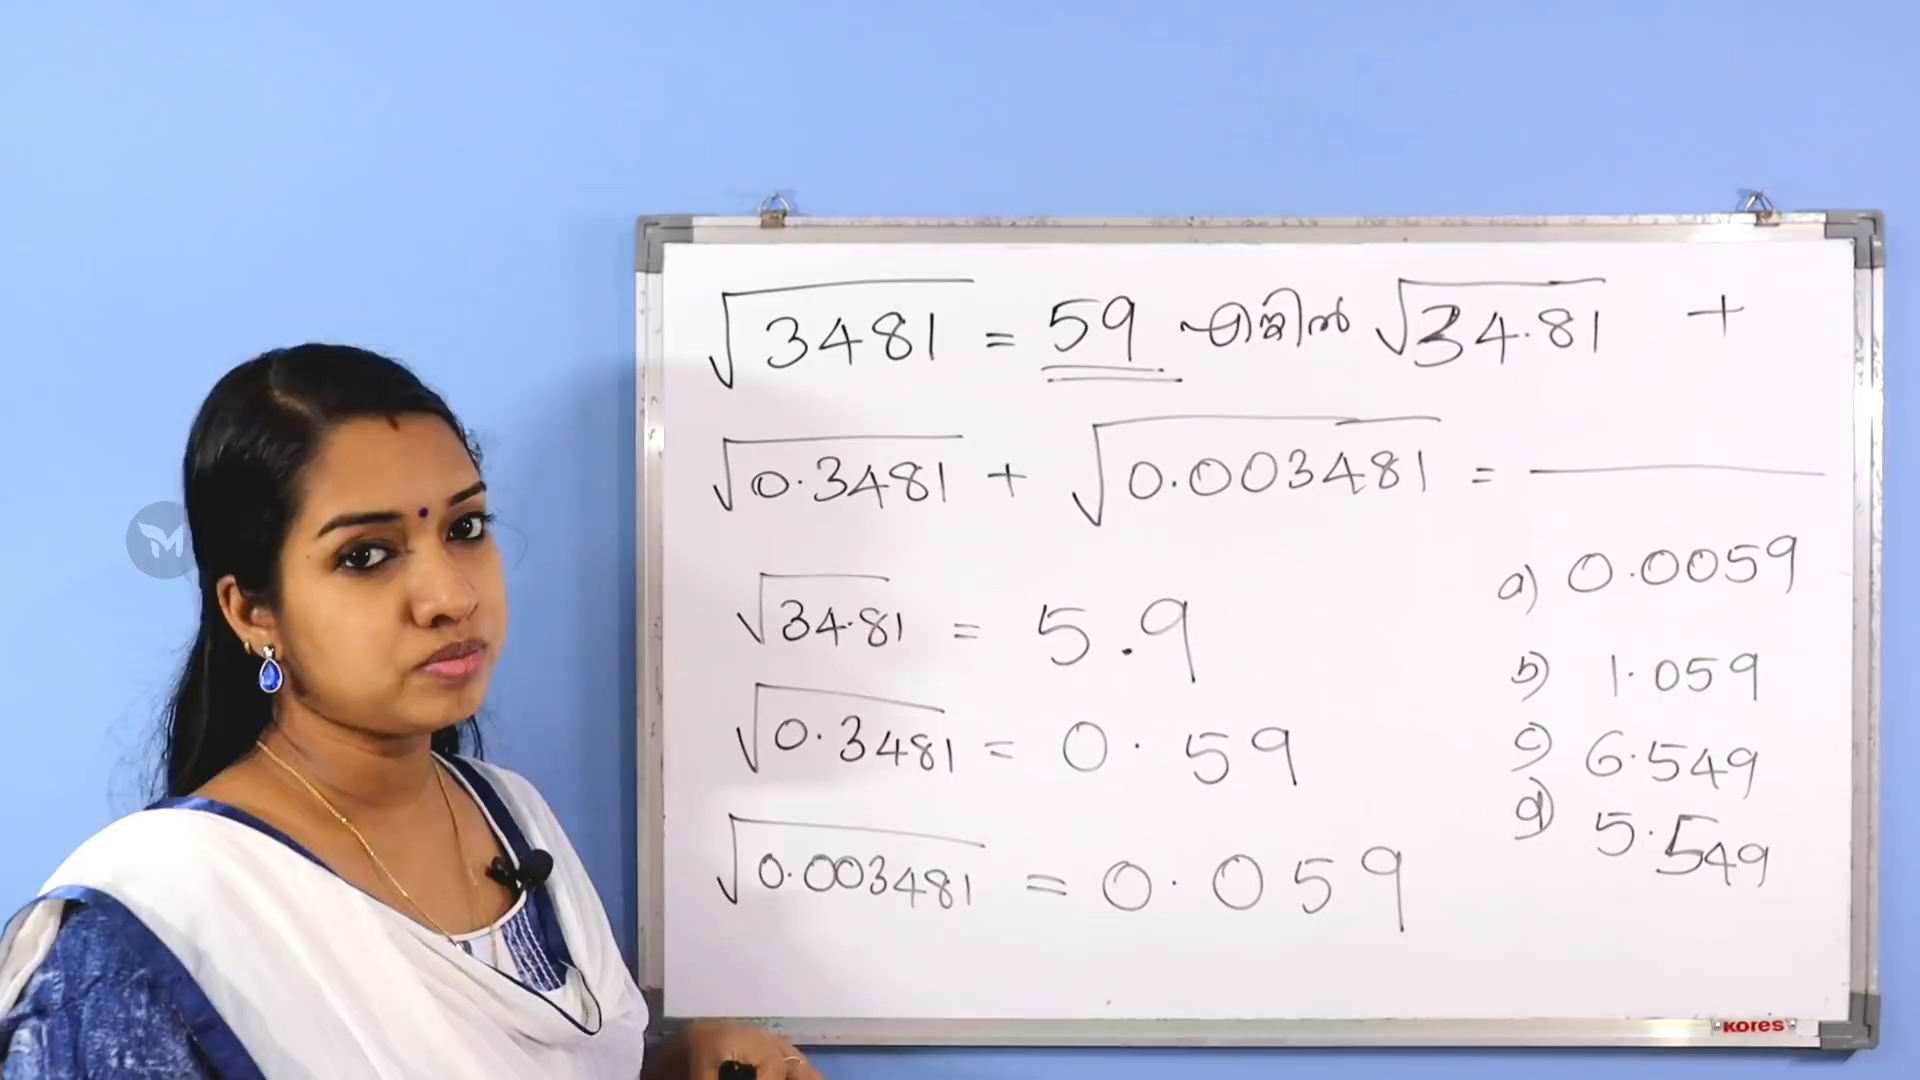 √3481 = 59 എങ്കിൽ √34.81 +
√0.3481 + √0.003481 = ______
√34.81 = 5.9
√0.3481 = 0.59
√0.003481 = 0.059
a) 0.0059
b) 1.059
c) 6.549
d) 5.549
kores
M